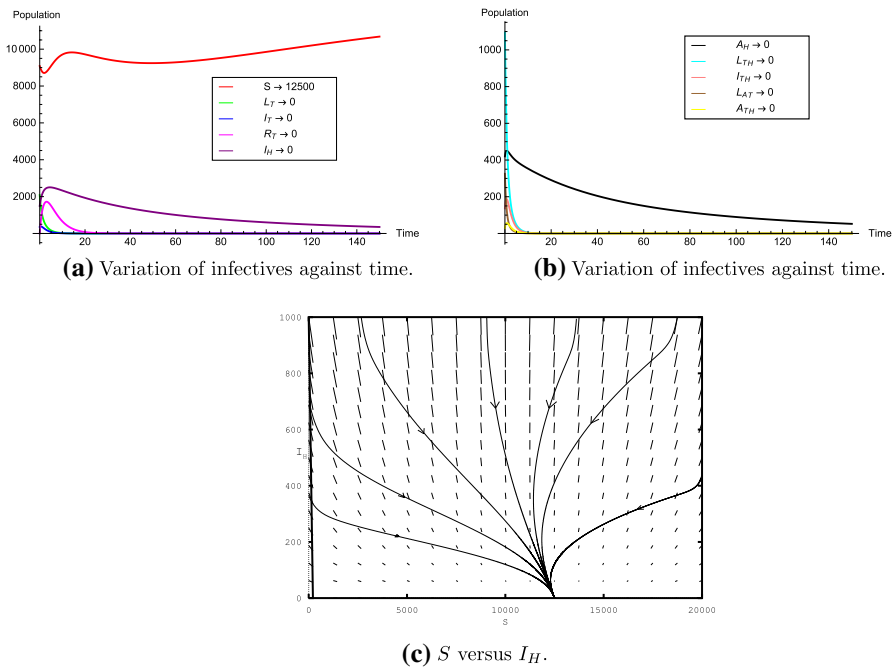 Population
10000
8000
6000
4000
2000
20 40 60 80 100 120 140
Time
S→12500
L_T→0
I_T→0
R_T→0
I_H→0
(a) Variation of infectives against time.
Population
1000
800
600
400
200
20 40 60 80 100 120 140
Time
A_H→0
L_TH→0
I_TH→0
L_AT→0
A_TH→0
(b) Variation of infectives against time.
1000
800
600
I_H
400
200
0
0 5000 10000 15000 20000
S
(c) S versus I_H.